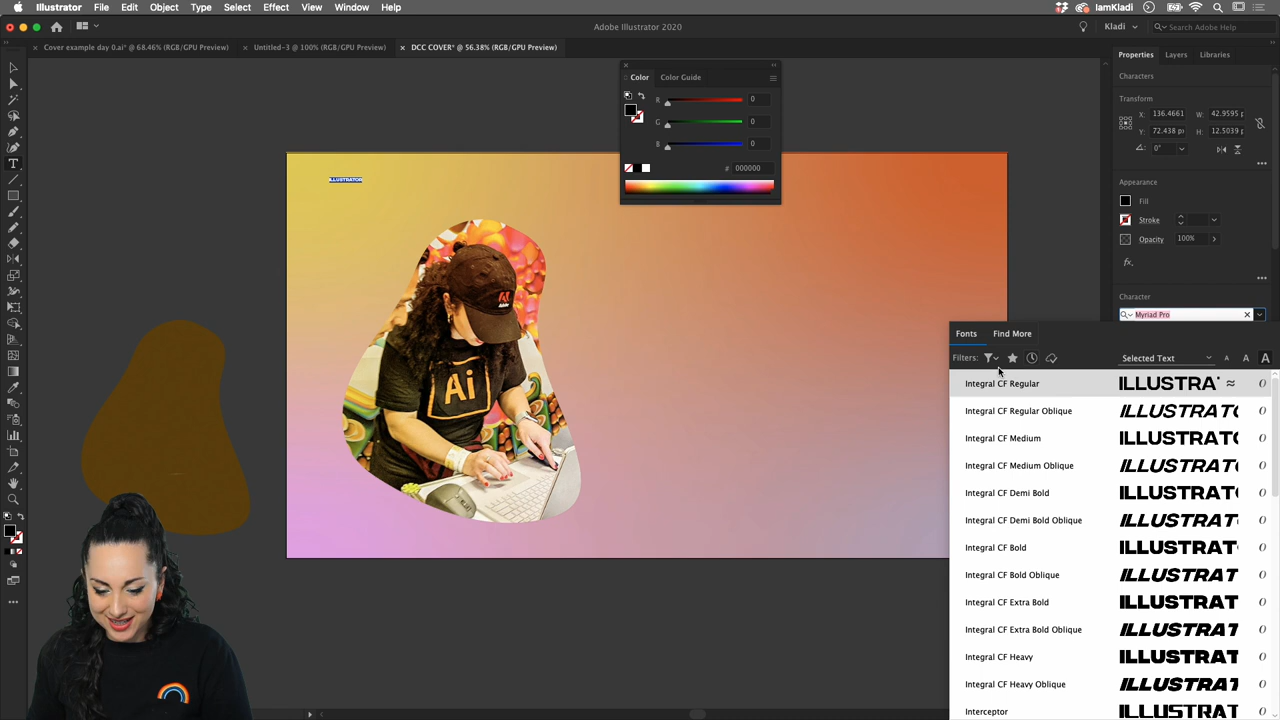 Illustrator File Edit Object Type Select Effect View Window Help
Adobe Illustrator 2020
IamKladi
Kladi
Search Adobe Help
Cover example day 0.ai* @ 68.46% (RGB/GPU Preview)
Untitled-3 @ 100% (RGB/GPU Preview)
DCC COVER* @ 56.38% (RGB/GPU Preview)
Properties Layers Libraries
Color Color Guide
R 0
G 0
B 0
# 000000
Characters
Transform
X: 136.4661 W: 42.9595 p
Y: 72.438 px H: 12.5039 p
0°
Appearance
Fill
Stroke
Opacity 100%
fx.
Character
Myriad Pro
ILLUSTRATOR
Adobe
Ai
Fonts Find More
Filters: Selected Text A A A
Integral CF Regular ILLUSTRA
Integral CF Regular Oblique ILLUSTRATO
Integral CF Medium ILLUSTRATO
Integral CF Medium Oblique ILLUSTRATO
Integral CF Demi Bold ILLUSTRATO
Integral CF Demi Bold Oblique ILLUSTRATO
Integral CF Bold ILLUSTRAT
Integral CF Bold Oblique ILLUSTRAT
Integral CF Extra Bold ILLUSTRAT
Integral CF Extra Bold Oblique ILLUSTRAT
Integral CF Heavy ILLUSTRAT
Integral CF Heavy Oblique ILLUSTRAT
Interceptor ILLUSTRAT